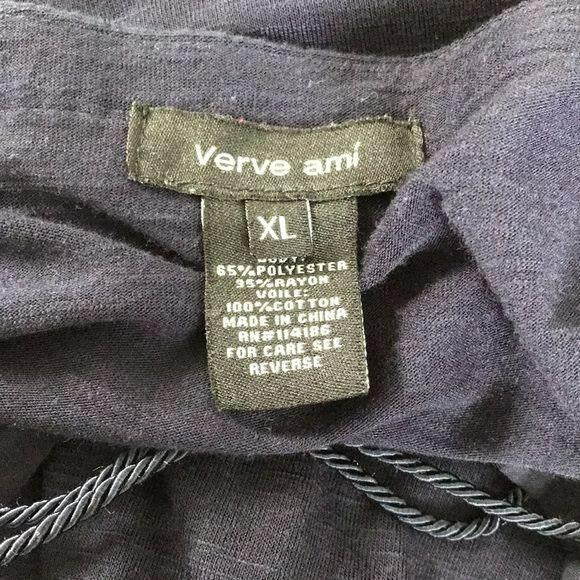 Verve ami
XL
BODY:
65%POLYESTER
35%RAYON
VOILE:
100%COTTON
MADE IN CHINA
RN#114186
FOR CARE SEE
REVERSE